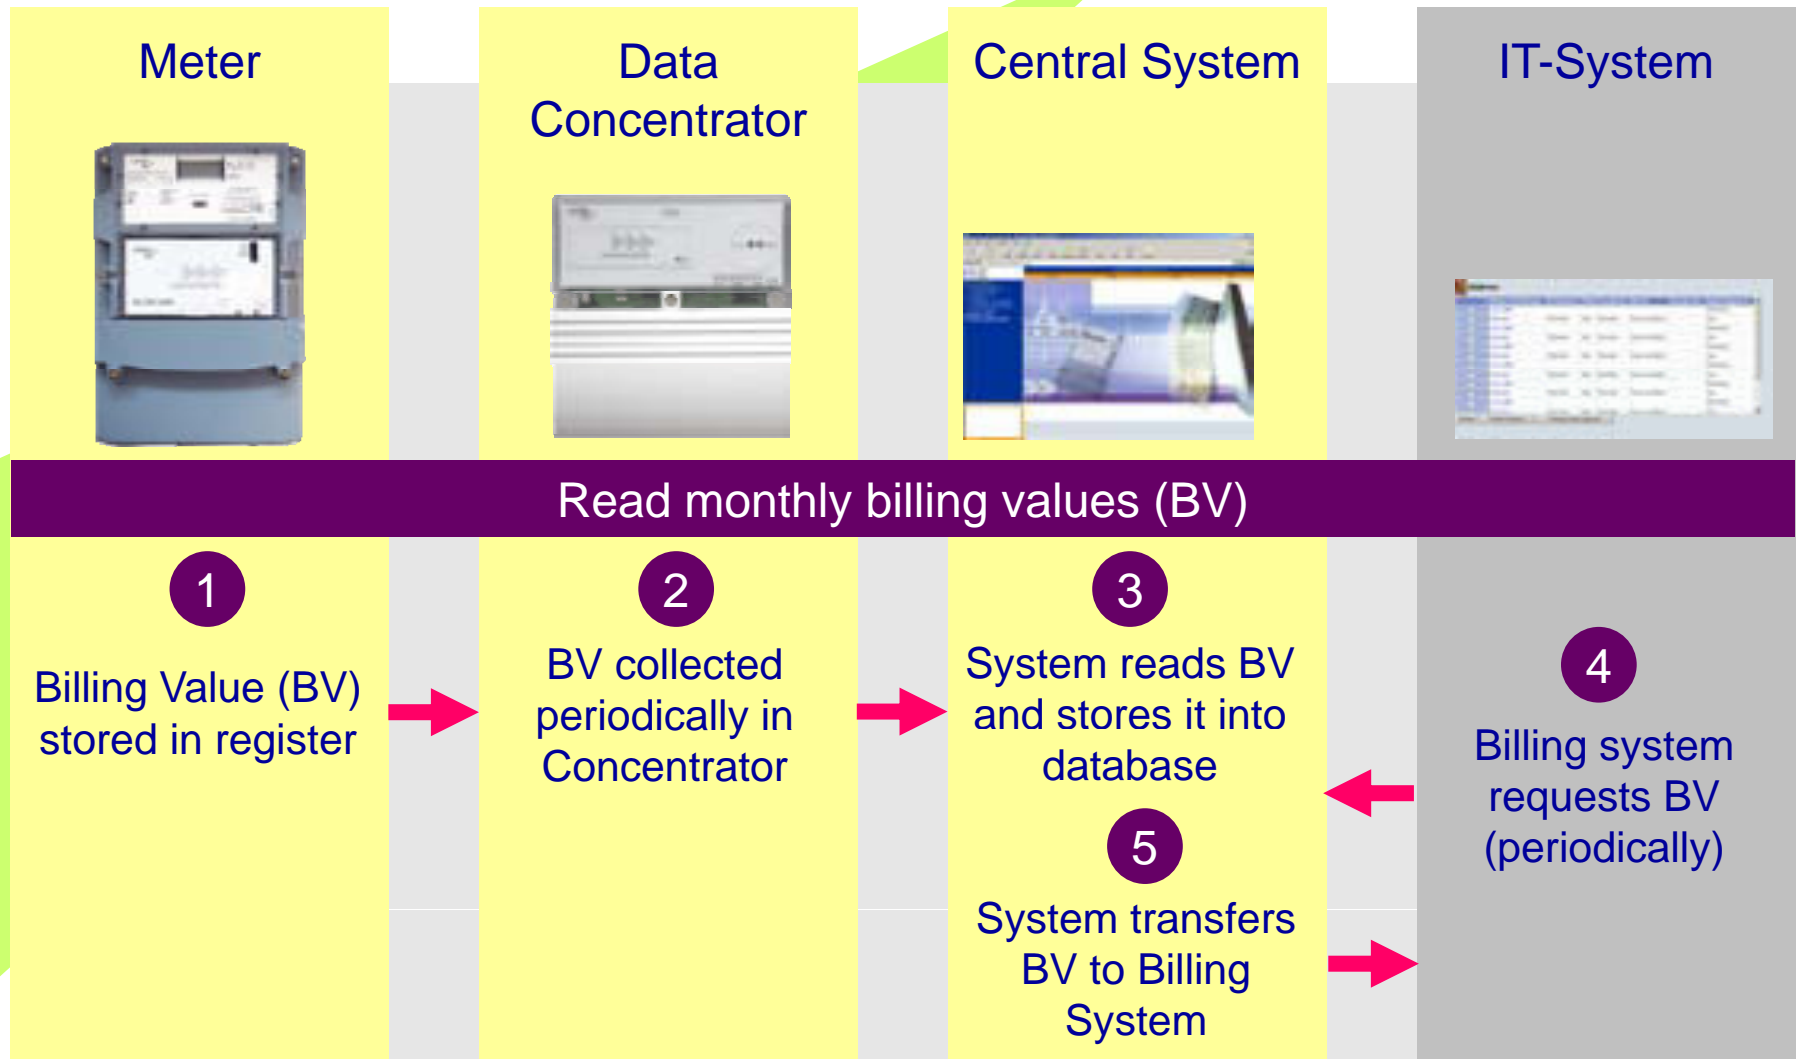 Meter
Data
Concentrator
Central System
IT-System
Read monthly billing values (BV)
1
Billing Value (BV)
stored in register
2
BV collected
periodically in
Concentrator
3
System reads BV
and stores it into
database
4
Billing system
requests BV
(periodically)
5
System transfers
BV to Billing
System